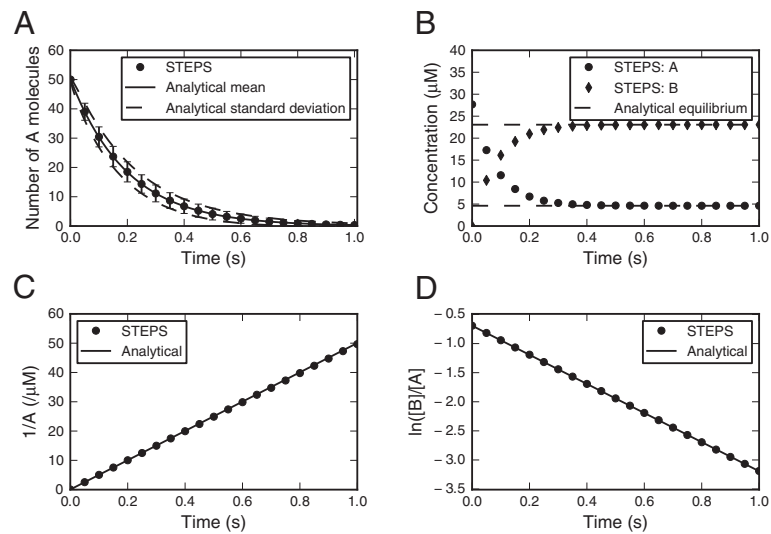 A
Number of A molecules
60
50
40
30
20
10
0
STEPS
Analytical mean
Analytical standard deviation
0.0 0.2 0.4 0.6 0.8 1.0
Time (s)
B
Concentration (μM)
40
35
30
25
20
15
10
5
0
STEPS: A
STEPS: B
Analytical equilibrium
0.0 0.2 0.4 0.6 0.8 1.0
Time (s)
C
1/A (/μM)
60
50
40
30
20
10
0
STEPS
Analytical
0.0 0.2 0.4 0.6 0.8 1.0
Time (s)
D
ln([B]/[A]
− 0.5
− 1.0
− 1.5
− 2.0
− 2.5
− 3.0
− 3.5
STEPS
Analytical
0.0 0.2 0.4 0.6 0.8 1.0
Time (s)